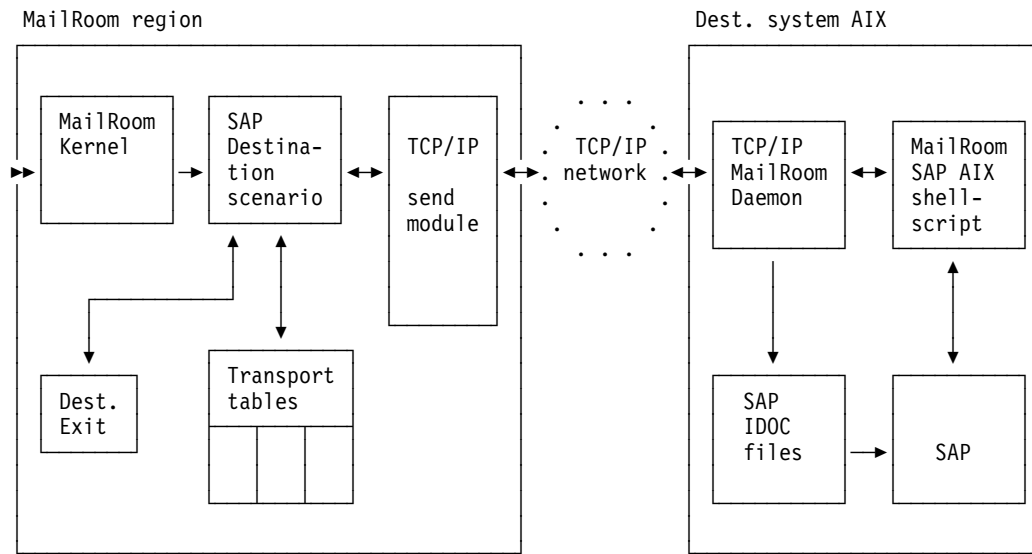 MailRoom region
Dest. system AIX
MailRoom
Kernel
SAP
Destina-
tion
scenario
TCP/IP
send
module
TCP/IP
network
TCP/IP
MailRoom
Daemon
MailRoom
SAP AIX
shell-
script
Dest.
Exit
Transport
tables
SAP
IDOC
files
SAP